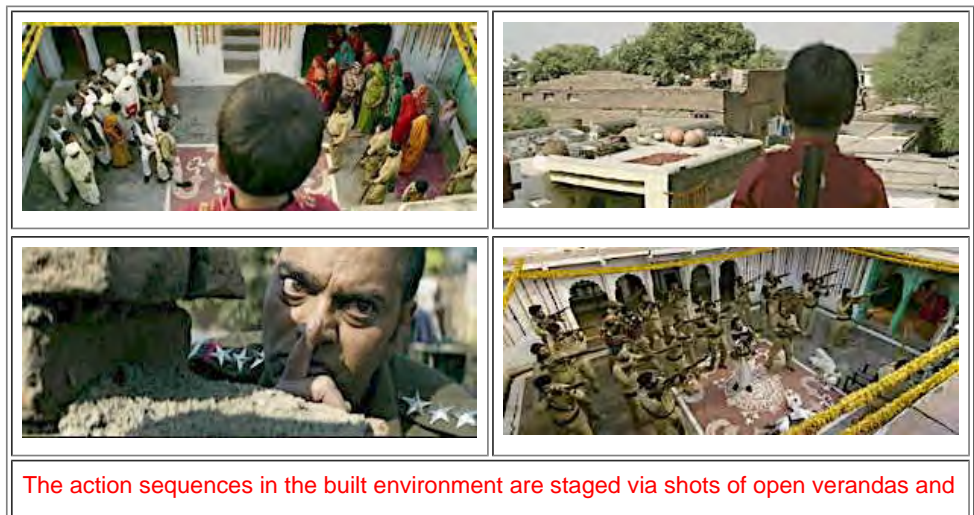 The action sequences in the built environment are staged via shots of open verandas and